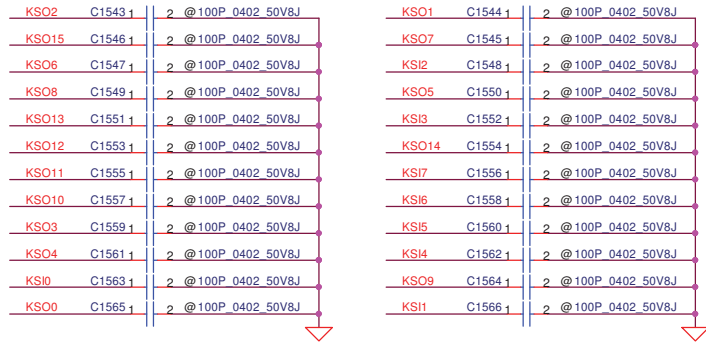 KSO2 C1543 1 2 @100P_0402_50V8J KSO1 C1544 1 2 @100P_0402_50V8J
KSO15 C1546 1 2 @100P_0402_50V8J KSO7 C1545 1 2 @100P_0402_50V8J
KSO6 C1547 1 2 @100P_0402_50V8J KSI2 C1548 1 2 @100P_0402_50V8J
KSO8 C1549 1 2 @100P_0402_50V8J KSO5 C1550 1 2 @100P_0402_50V8J
KSO13 C1551 1 2 @100P_0402_50V8J KSI3 C1552 1 2 @100P_0402_50V8J
KSO12 C1553 1 2 @100P_0402_50V8J KSO14 C1554 1 2 @100P_0402_50V8J
KSO11 C1555 1 2 @100P_0402_50V8J KSI7 C1556 1 2 @100P_0402_50V8J
KSO10 C1557 1 2 @100P_0402_50V8J KSI6 C1558 1 2 @100P_0402_50V8J
KSO3 C1559 1 2 @100P_0402_50V8J KSI5 C1560 1 2 @100P_0402_50V8J
KSO4 C1561 1 2 @100P_0402_50V8J KSI4 C1562 1 2 @100P_0402_50V8J
KSI0 C1563 1 2 @100P_0402_50V8J KSO9 C1564 1 2 @100P_0402_50V8J
KSO0 C1565 1 2 @100P_0402_50V8J KSI1 C1566 1 2 @100P_0402_50V8J